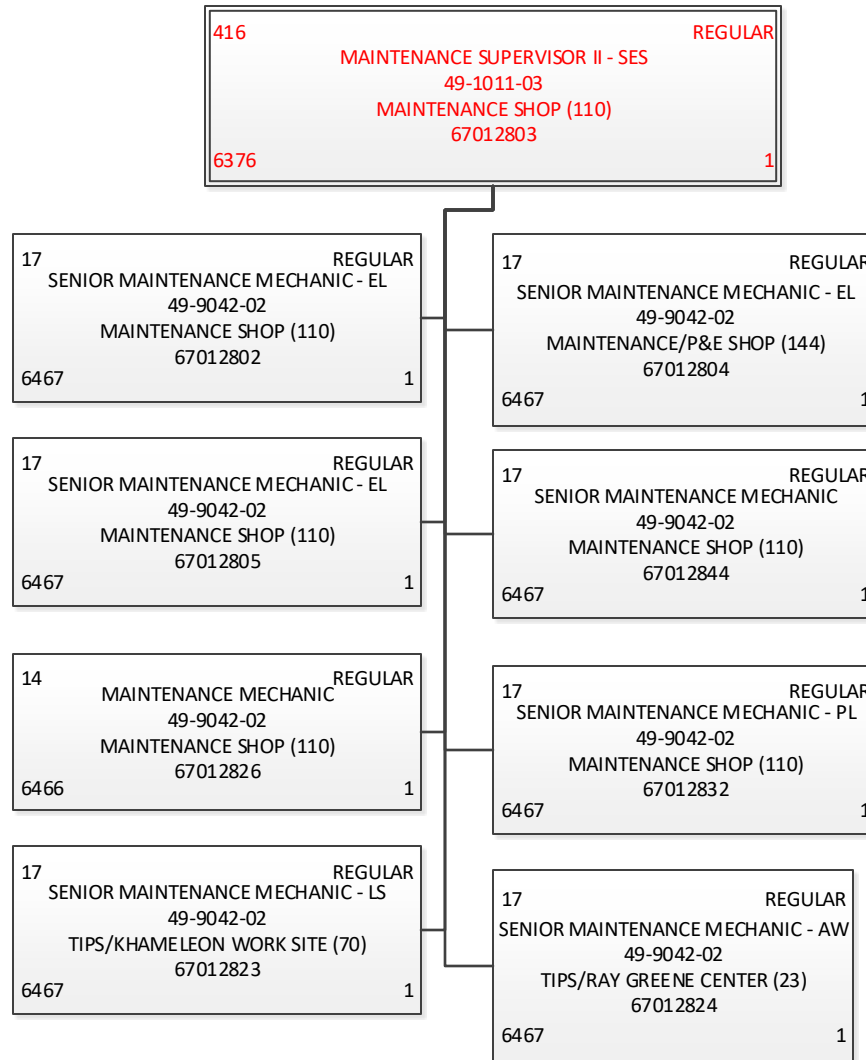 416 REGULAR
MAINTENANCE SUPERVISOR II - SES
49-1011-03
MAINTENANCE SHOP (110)
67012803
6376 1
17 REGULAR
SENIOR MAINTENANCE MECHANIC - EL
49-9042-02
MAINTENANCE SHOP (110)
67012802
6467 1
17 REGULAR
SENIOR MAINTENANCE MECHANIC - EL
49-9042-02
MAINTENANCE/P&E SHOP (144)
67012804
6467 1
17 REGULAR
SENIOR MAINTENANCE MECHANIC - EL
49-9042-02
MAINTENANCE SHOP (110)
67012805
6467 1
17 REGULAR
SENIOR MAINTENANCE MECHANIC
49-9042-02
MAINTENANCE SHOP (110)
67012844
6467 1
14 REGULAR
MAINTENANCE MECHANIC
49-9042-02
MAINTENANCE SHOP (110)
67012826
6466 1
17 REGULAR
SENIOR MAINTENANCE MECHANIC - PL
49-9042-02
MAINTENANCE SHOP (110)
67012832
6467 1
17 REGULAR
SENIOR MAINTENANCE MECHANIC - LS
49-9042-02
TIPS/KHAMELEON WORK SITE (70)
67012823
6467 1
17 REGULAR
SENIOR MAINTENANCE MECHANIC - AW
49-9042-02
TIPS/RAY GREENE CENTER (23)
67012824
6467 1